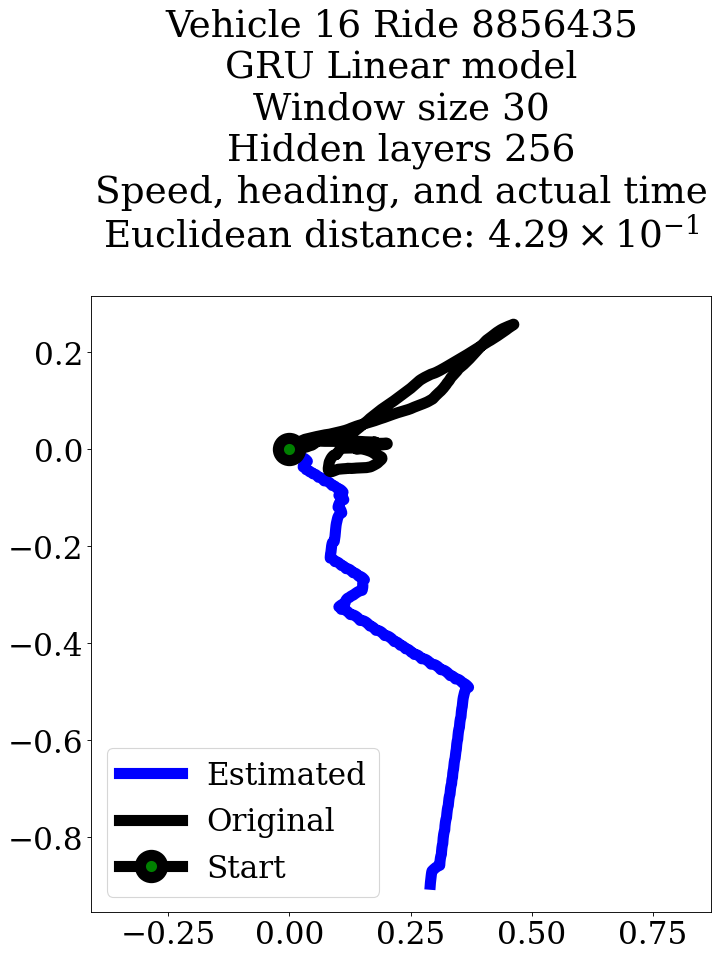 Vehicle 16 Ride 8856435
GRU Linear model
Window size 30
Hidden layers 256
Speed, heading, and actual time
Euclidean distance: 4.29 × 10⁻¹
0.2
0.0
−0.2
−0.4
−0.6
−0.8
Estimated
Original
Start
−0.25 0.00 0.25 0.50 0.75